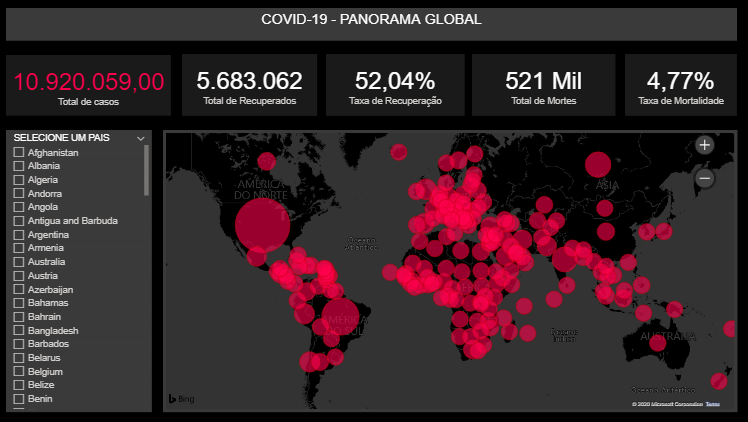 COVID-19 - PANORAMA GLOBAL
10.920.059,00
Total de casos
5.683.062
Total de Recuperados
52,04%
Taxa de Recuperação
521 Mil
Total de Mortes
4,77%
Taxa de Mortalidade
SELECIONE UM PAIS
Afghanistan
Albania
Algeria
Andorra
Angola
Antigua and Barbuda
Argentina
Armenia
Australia
Austria
Azerbaijan
Bahamas
Bahrain
Bangladesh
Barbados
Belarus
Belgium
Belize
Benin
+
−
AMÉRICA
DO NORTE
ÁSIA
Oceano
Atlântico
ÁFRICA
AMÉRICA
DO SUL
Oceano
Índico
AUSTRÁLIA
Oceano Antártico
Bing
© 2020 Microsoft Corporation Terms